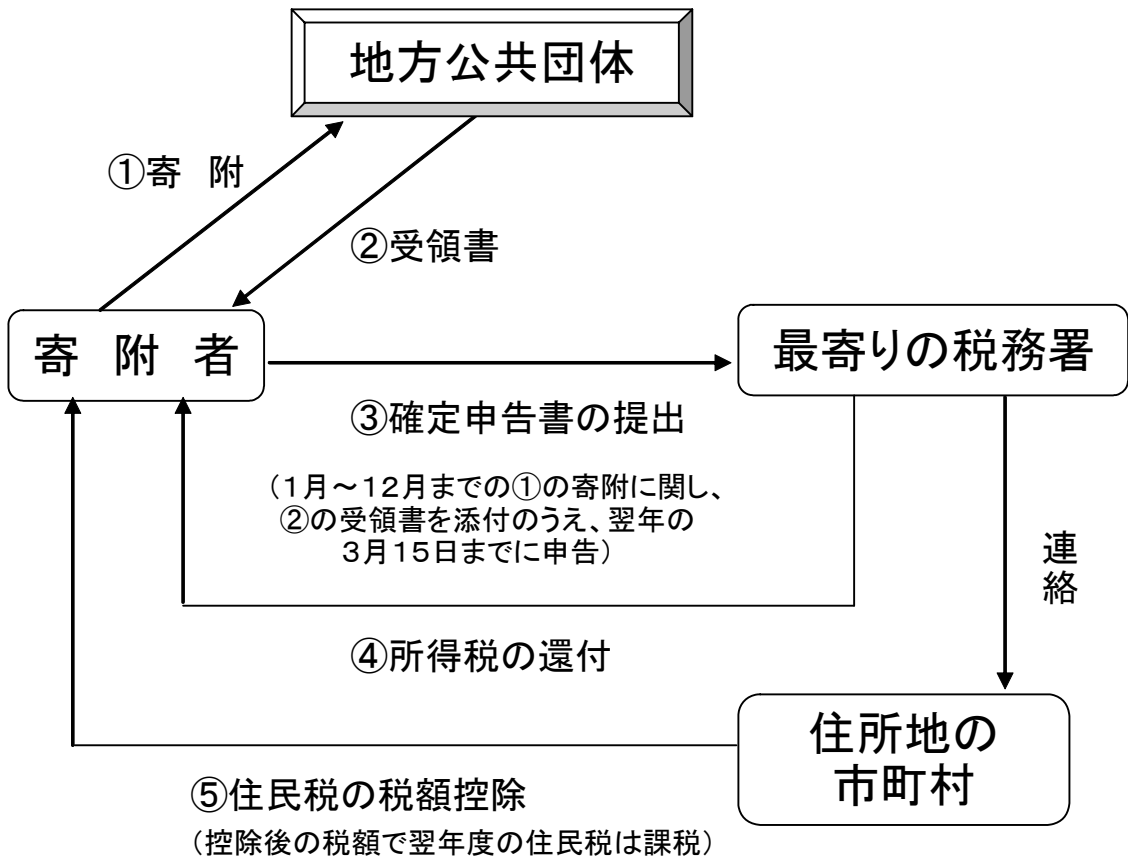 地方公共団体
①寄　附
②受領書
寄　附　者
最寄りの税務署
③確定申告書の提出
（１月～１２月までの①の寄附に関し、
②の受領書を添付のうえ、翌年の
３月１５日までに申告）
連絡
④所得税の還付
住所地の
市町村
⑤住民税の税額控除
（控除後の税額で翌年度の住民税は課税）